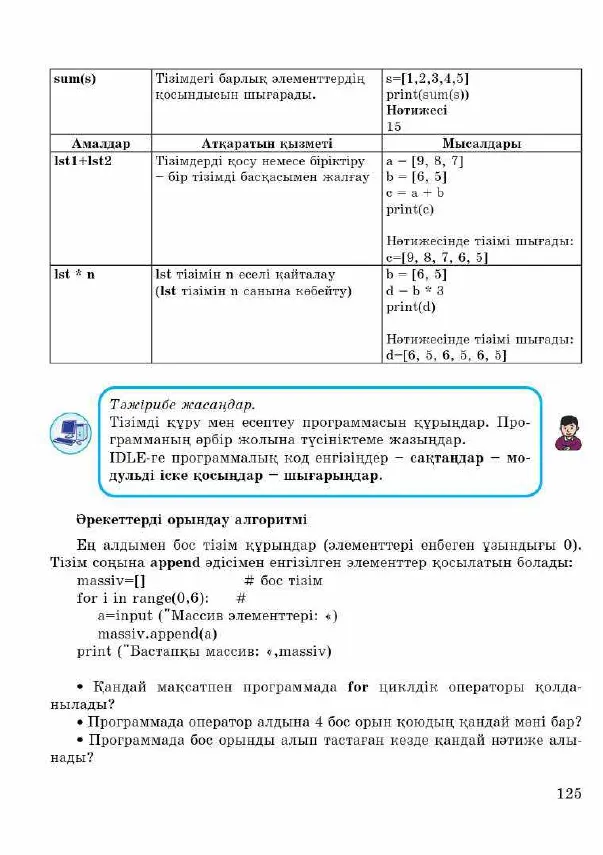 sum(s) Тізімдегі барлық элементтердің қосындысын шығарады. s=[1,2,3,4,5]
print(sum(s))
Нәтижесі
15
Амалдар Атқаратын қызметі Мысалдары
lst1+lst2 Тізімдерді қосу немесе біріктіру – бір тізімді басқасымен жалғау a = [9, 8, 7]
b = [6, 5]
c = a + b
print(c)
Нәтижесінде тізімі шығады:
c=[9, 8, 7, 6, 5]
lst * n lst тізімін n еселі қайталау (lst тізімін n санына көбейту) b = [6, 5]
d = b * 3
print(d)
Нәтижесінде тізімі шығады:
d=[6, 5, 6, 5, 6, 5]
Тәжірибе жасаңдар.
Тізімді құру мен есептеу программасын құрыңдар. Про-
грамманың әрбір жолына түсініктеме жазыңдар.
IDLE-ге программалық код енгізіңдер – сақтаңдар – мо-
дульді іске қосыңдар – шығарыңдар.
Әрекеттерді орындау алгоритмі
Ең алдымен бос тізім құрыңдар (элементтері енбеген ұзындығы 0).
Тізім соңына append әдісімен енгізілген элементтер қосылатын болады:
massiv=[] # бос тізім
for i in range(0,6): #
a=input ("Массив элементтері: «)
massiv.append(a)
print ("Бастапқы массив: «,massiv)
• Қандай мақсатпен программада for циклдік операторы қолда-
нылады?
• Программада оператор алдына 4 бос орын қоюдың қандай мәні бар?
• Программада бос орынды алып тастаған кезде қандай нәтиже алы-
нады?
125